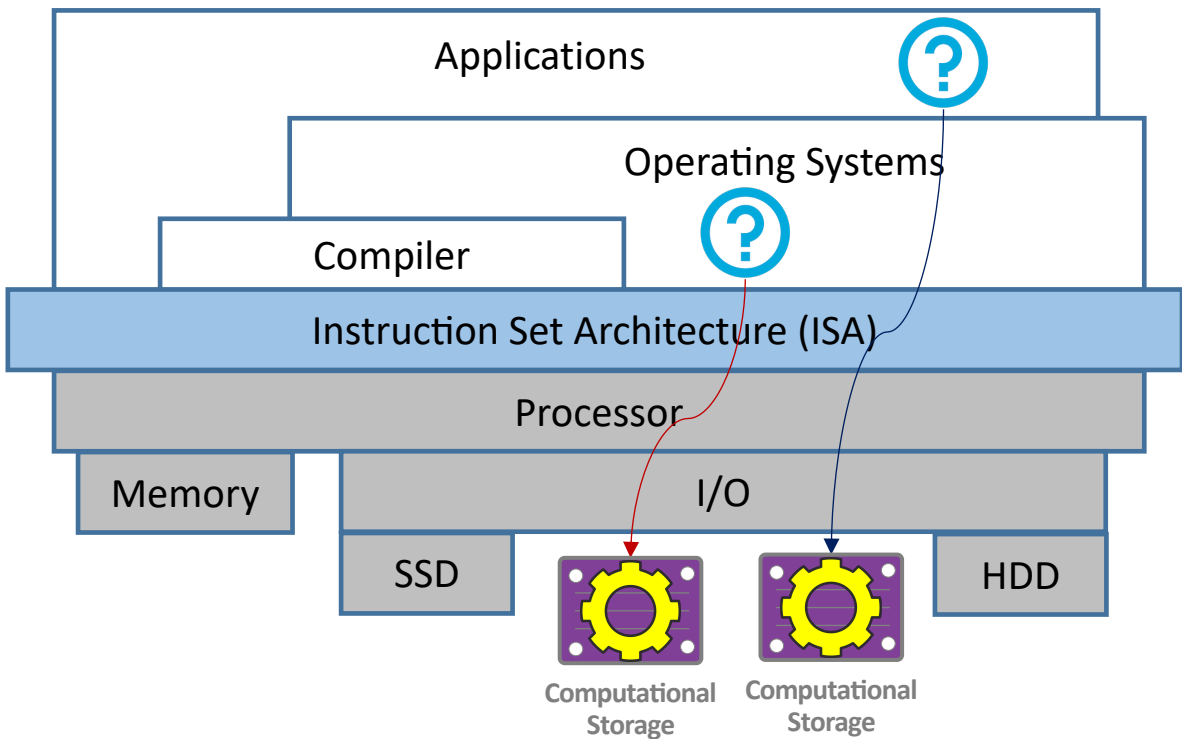 Applications
?
Operating Systems
?
Compiler
Instruction Set Architecture (ISA)
Processor
Memory
I/O
SSD
HDD
Computational
Storage
Computational
Storage